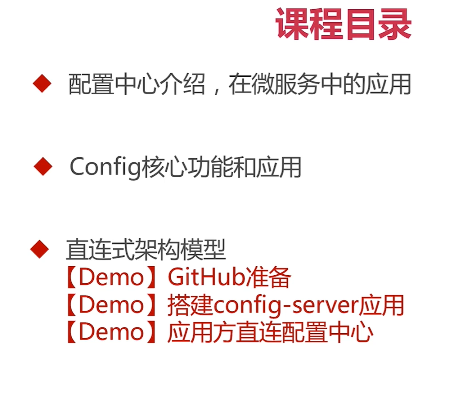 课程目录
◆ 配置中心介绍，在微服务中的应用
◆ Config核心功能和应用
◆ 直连式架构模型
【Demo】GitHub准备
【Demo】搭建config-server应用
【Demo】应用方直连配置中心